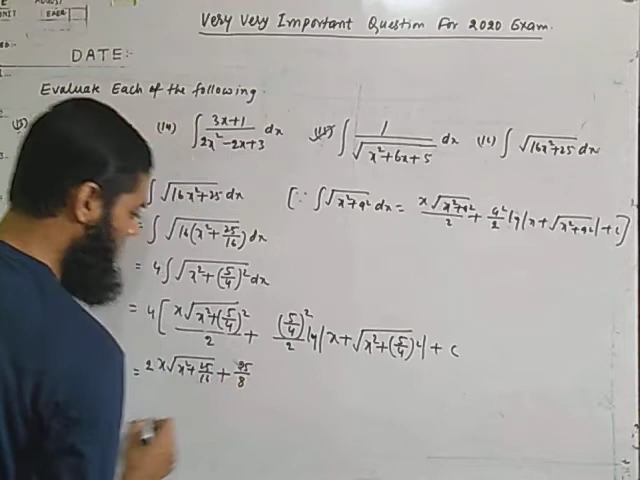 Very Very Important Question For 2020 Exam.
DATE:-
Evaluate Each of the following.
(14) ∫ (3x+1)/(2x²-2x+3) dx (15) ∫ 1/√(x²+6x+5) dx (16) ∫ √(16x²+25) dx
∫ √(16x²+25) dx [∵ ∫ √(x²+a²) dx = x√(x²+a²)/2 + a²/2 log|x+√(x²+a²)|+c]
= ∫ √(16(x²+25/16)) dx
= 4 ∫ √(x²+(5/4)²) dx
= 4[ x√(x²+(5/4)²)/2 + (5/4)²/2 log|x+√(x²+(5/4)²)| + c
= 2x√(x²+25/16) + 25/8